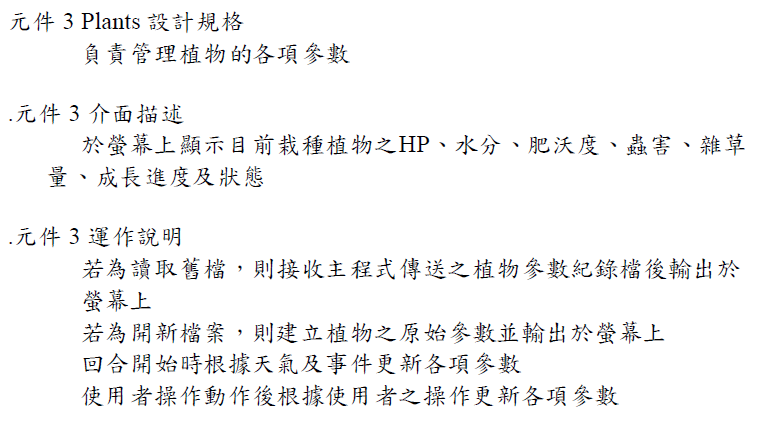 元件 3 Plants 設計規格
負責管理植物的各項參數
.元件 3 介面描述
於螢幕上顯示目前栽種植物之HP、水分、肥沃度、蟲害、雜草
量、成長進度及狀態
.元件 3 運作說明
若為讀取舊檔，則接收主程式傳送之植物參數紀錄檔後輸出於
螢幕上
若為開新檔案，則建立植物之原始參數並輸出於螢幕上
回合開始時根據天氣及事件更新各項參數
使用者操作動作後根據使用者之操作更新各項參數